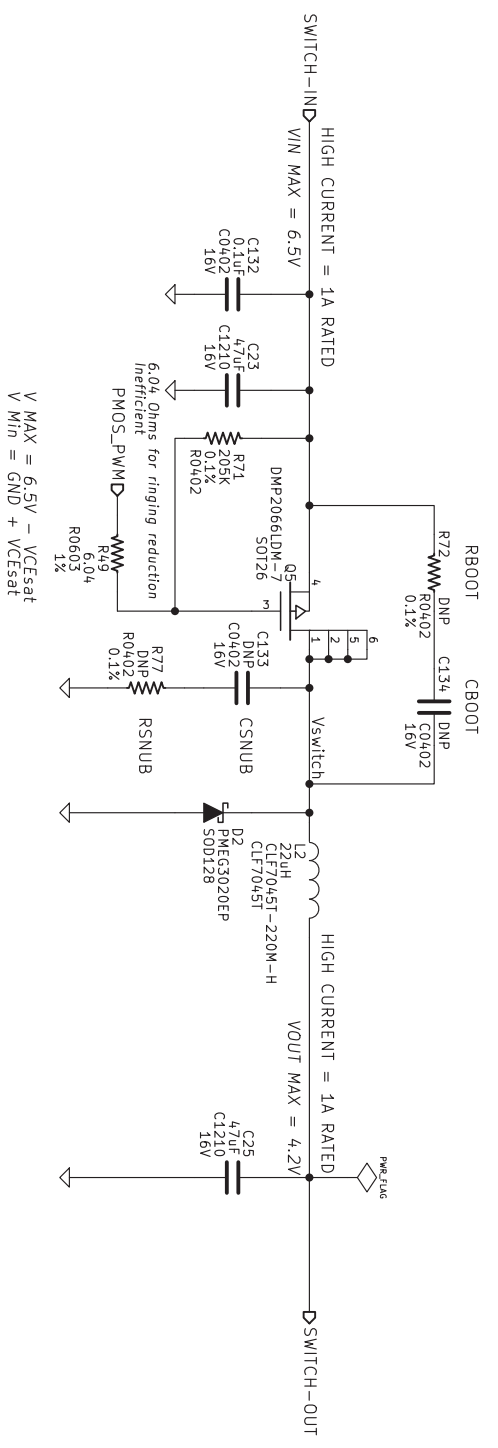 SWITCH-IN
HIGH CURRENT = 1A RATED
VIN MAX = 6.5V
C132
0.1uF
C0402
16V
C23
47uF
C1210
16V
R71
205K
0.1%
R0402
6.04 Ohms for ringing reduction
Inefficient
PMOS_PWM
R49
6.04
R0603
1%
V MAX = 6.5V - VCEsat
V Min = GND + VCEsat
Q5
DMP2066LDM-7
SOT26
4
3
1
2
5
6
RBOOT
R72
DNP
R0402
0.1%
CBOOT
C134
DNP
C0402
16V
C133
DNP
C0402
16V
CSNUB
R77
DNP
R0402
0.1%
RSNUB
Vswitch
D2
PMEG3020EP
SOD128
L2
22uH
CLF7045T-220M-H
CLF7045T
HIGH CURRENT = 1A RATED
VOUT MAX = 4.2V
C25
47uF
C1210
16V
PWR_FLAG
SWITCH-OUT